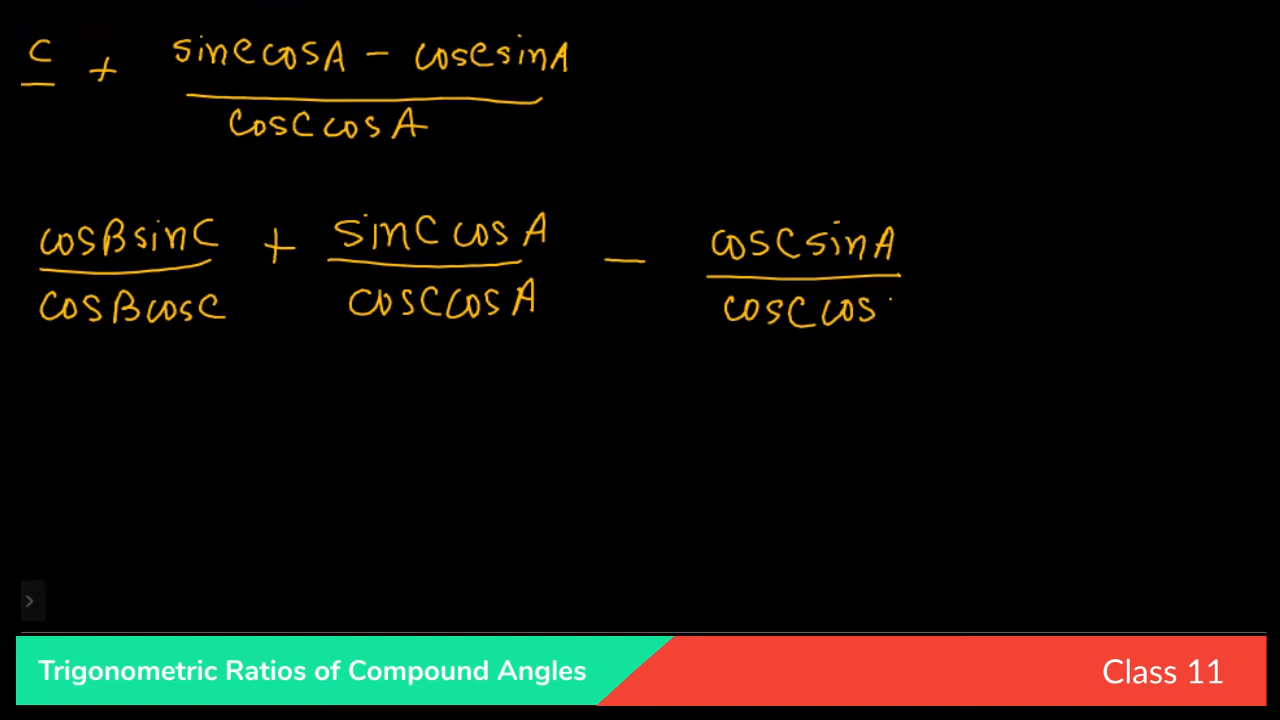 C + sinCcosA - cosCsinA
cosCcosA
cosBsinC + sinCcosA - cosCsinA
cosBcosC cosCcosA cosCcos
Trigonometric Ratios of Compound Angles Class 11